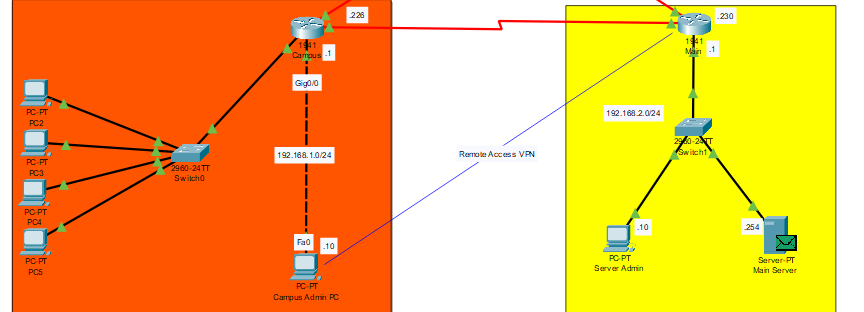 .226
1941
Campus
.1
Gig0/0
PC-PT
PC2
PC-PT
PC3
PC-PT
PC4
PC-PT
PC5
2960-24TT
Switch0
192.168.1.0/24
Fa0
.10
PC-PT
Campus Admin PC
Remote Access VPN
.230
1941
Main
.1
192.168.2.0/24
2960-24TT
Switch1
.10
PC-PT
Server Admin
.254
Server-PT
Main Server